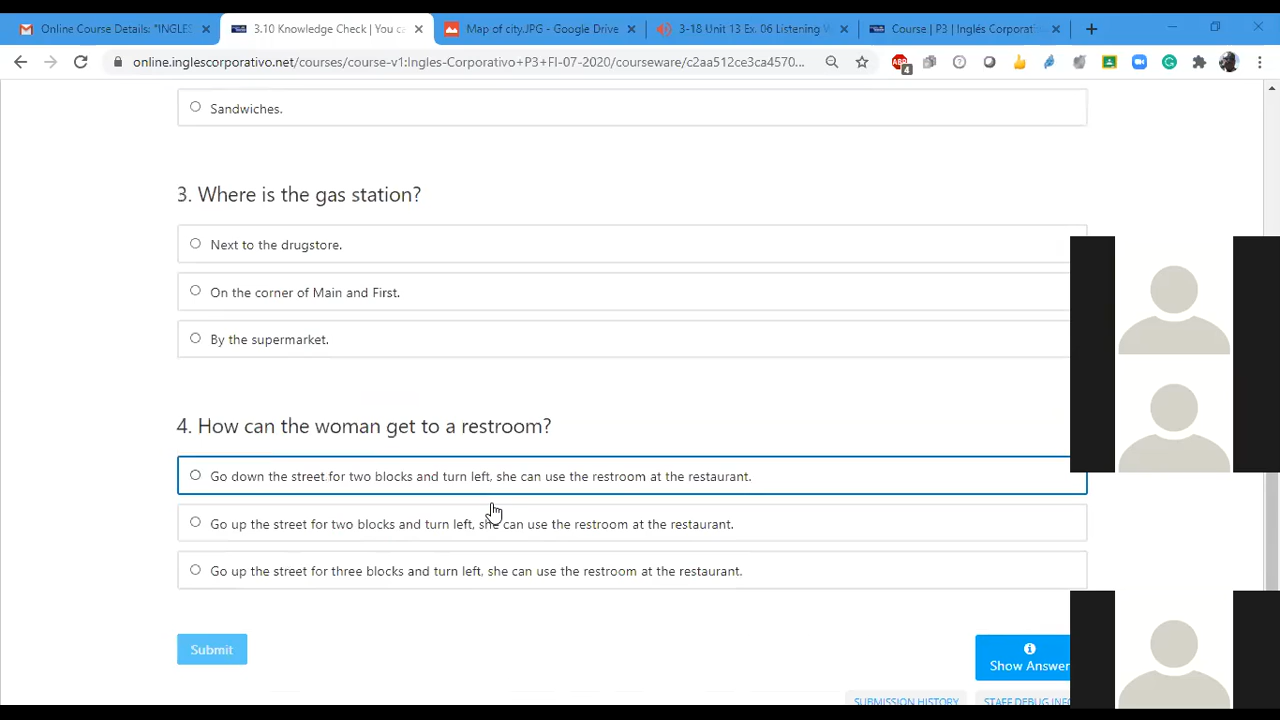 Online Course Details: "INGLES
3.10 Knowledge Check | You ca
Map of city.JPG - Google Drive
3-18 Unit 13 Ex. 06 Listening
Course | P3 | Inglés Corporati
online.inglescorporativo.net/courses/course-v1:Ingles-Corporativo+P3+FI-07-2020/courseware/c2aa512ce3ca4570...
ABP
4
Sandwiches.
3. Where is the gas station?
Next to the drugstore.
On the corner of Main and First.
By the supermarket.
4. How can the woman get to a restroom?
Go down the street for two blocks and turn left, she can use the restroom at the restaurant.
Go up the street for two blocks and turn left, she can use the restroom at the restaurant.
Go up the street for three blocks and turn left, she can use the restroom at the restaurant.
Submit
Show Answer
SUBMISSION HISTORY
STAFF DEBUG INFO